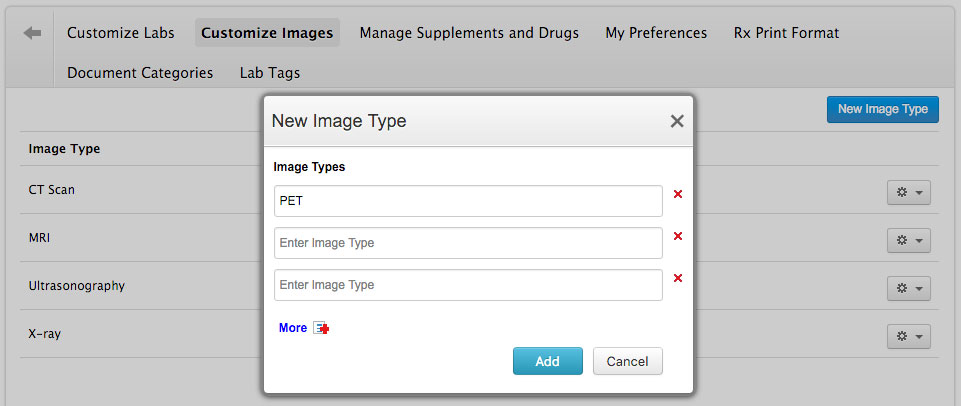 Customize Labs Customize Images Manage Supplements and Drugs My Preferences Rx Print Format
Document Categories Lab Tags
New Image Type
New Image Type
Image Type
Image Types
CT Scan
PET
MRI
Enter Image Type
Ultrasonography
Enter Image Type
X-ray
More
Add Cancel